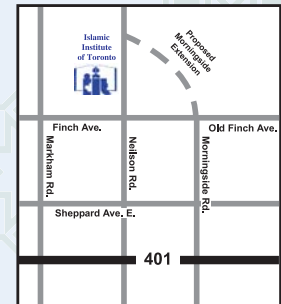 Islamic
Institute
of Toronto
Proposed
Morningside
Extension
Finch Ave.
Old Finch Ave.
Markham Rd.
Neilson Rd.
Morningside Rd.
Sheppard Ave. E.
401